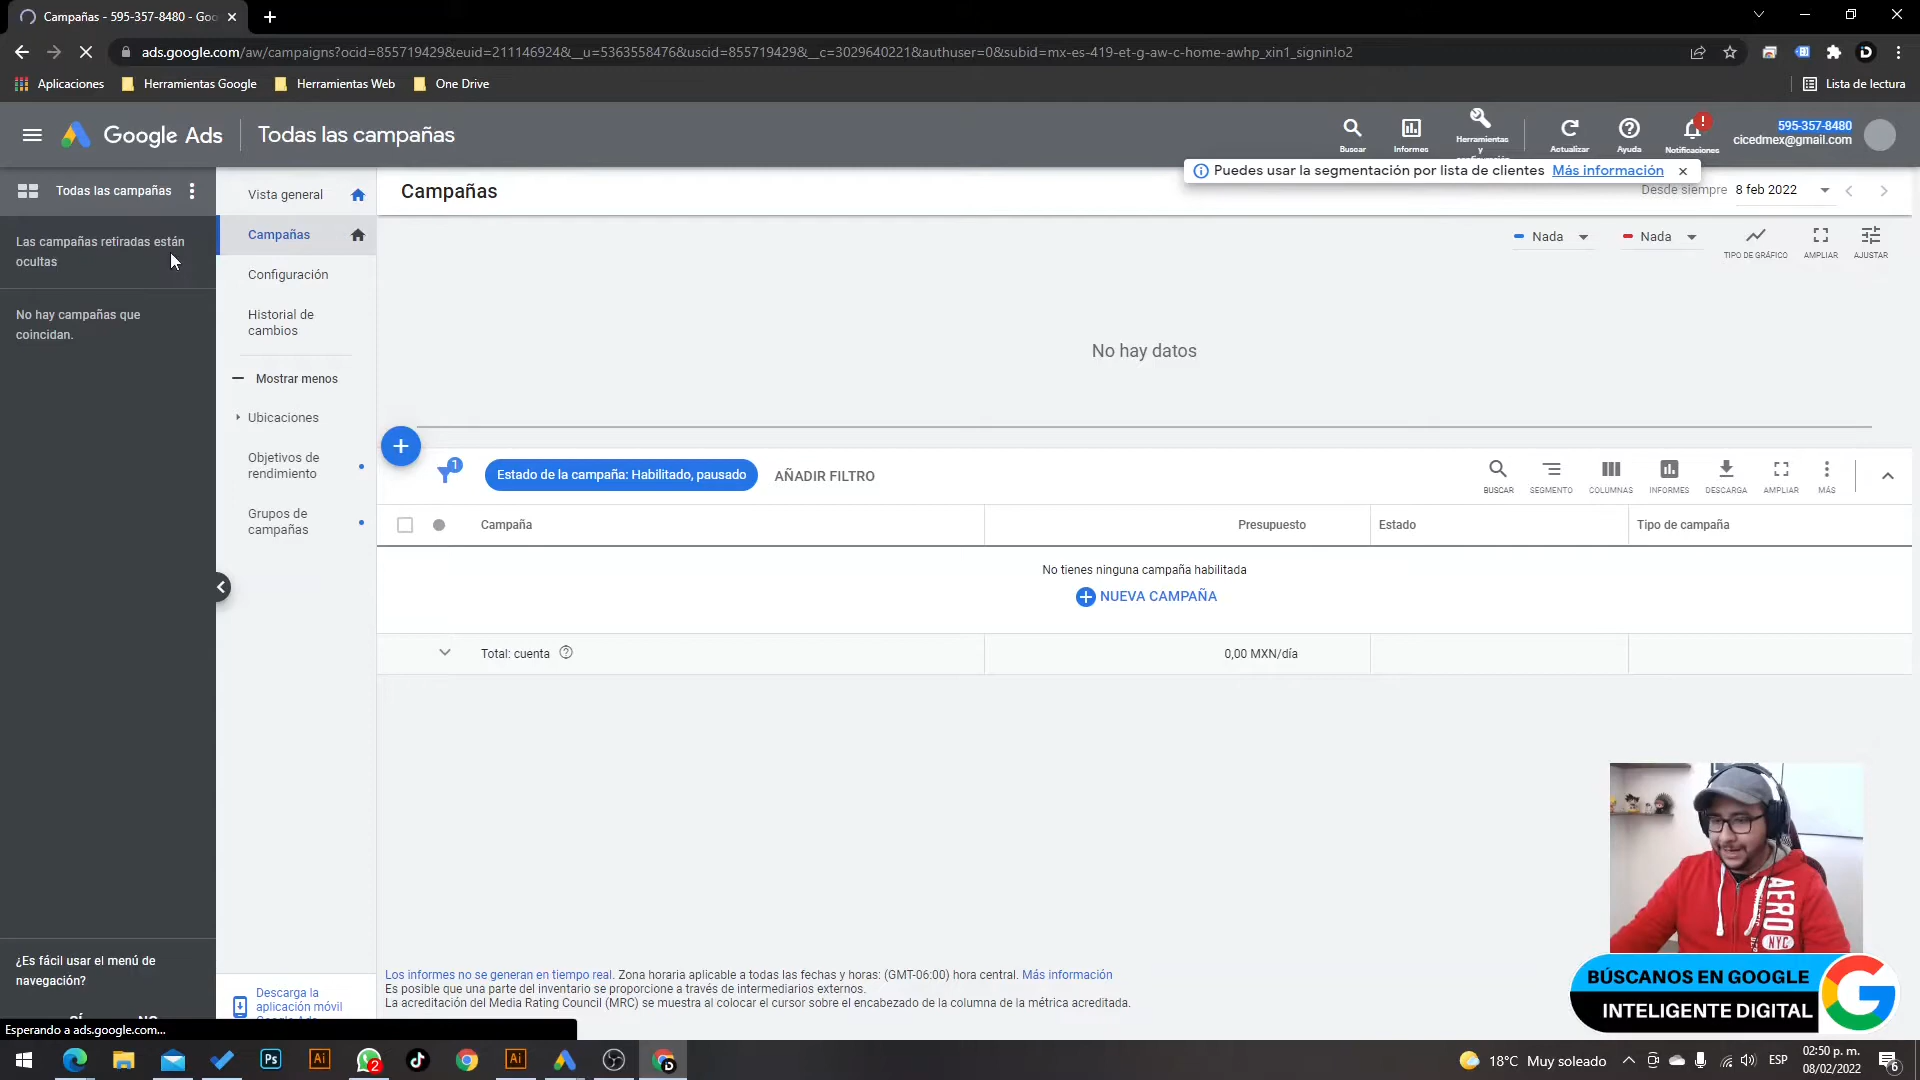 Campañas - 595-357-8480 - Goo
ads.google.com/aw/campaigns?ocid=855719429&euid=211146924&__u=5363558476&uscid=855719429&__c=3029640221&authuser=0&subid=mx-es-419-et-g-aw-c-home-awhp_xin1_signin!o2
Aplicaciones
Herramientas Google
Herramientas Web
One Drive
Lista de lectura
Google Ads
Todas las campañas
Buscar
Informes
Herramientas
y
Actualizar
Ayuda
Notificaciones
595-357-8480
cicedmex@gmail.com
Puedes usar la segmentación por lista de clientes Más información
Todas las campañas
Las campañas retiradas están
ocultas
No hay campañas que
coincidan.
¿Es fácil usar el menú de
navegación?
Vista general
Campañas
Configuración
Historial de
cambios
Mostrar menos
Ubicaciones
Objetivos de
rendimiento
Grupos de
campañas
Descarga la
aplicación móvil
Campañas
Desde siempre 8 feb 2022
Nada
Nada
TIPO DE GRÁFICO
AMPLIAR
AJUSTAR
No hay datos
1
Estado de la campaña: Habilitado, pausado
AÑADIR FILTRO
BUSCAR
SEGMENTO
COLUMNAS
INFORMES
DESCARGA
AMPLIAR
MÁS
Campaña
Presupuesto
Estado
Tipo de campaña
No tienes ninguna campaña habilitada
NUEVA CAMPAÑA
Total: cuenta
0,00 MXN/día
AERO
NYC
Los informes no se generan en tiempo real. Zona horaria aplicable a todas las fechas y horas: (GMT-06:00) hora central. Más información
Es posible que una parte del inventario se proporcione a través de intermediarios externos.
La acreditación del Media Rating Council (MRC) se muestra al colocar el cursor sobre el encabezado de la columna de la métrica acreditada.
BÚSCANOS EN GOOGLE
INTELIGENTE DIGITAL
Esperando a ads.google.com...
Ps
Ai
2
Ai
18°C Muy soleado
ESP
02:50 p. m.
08/02/2022
6